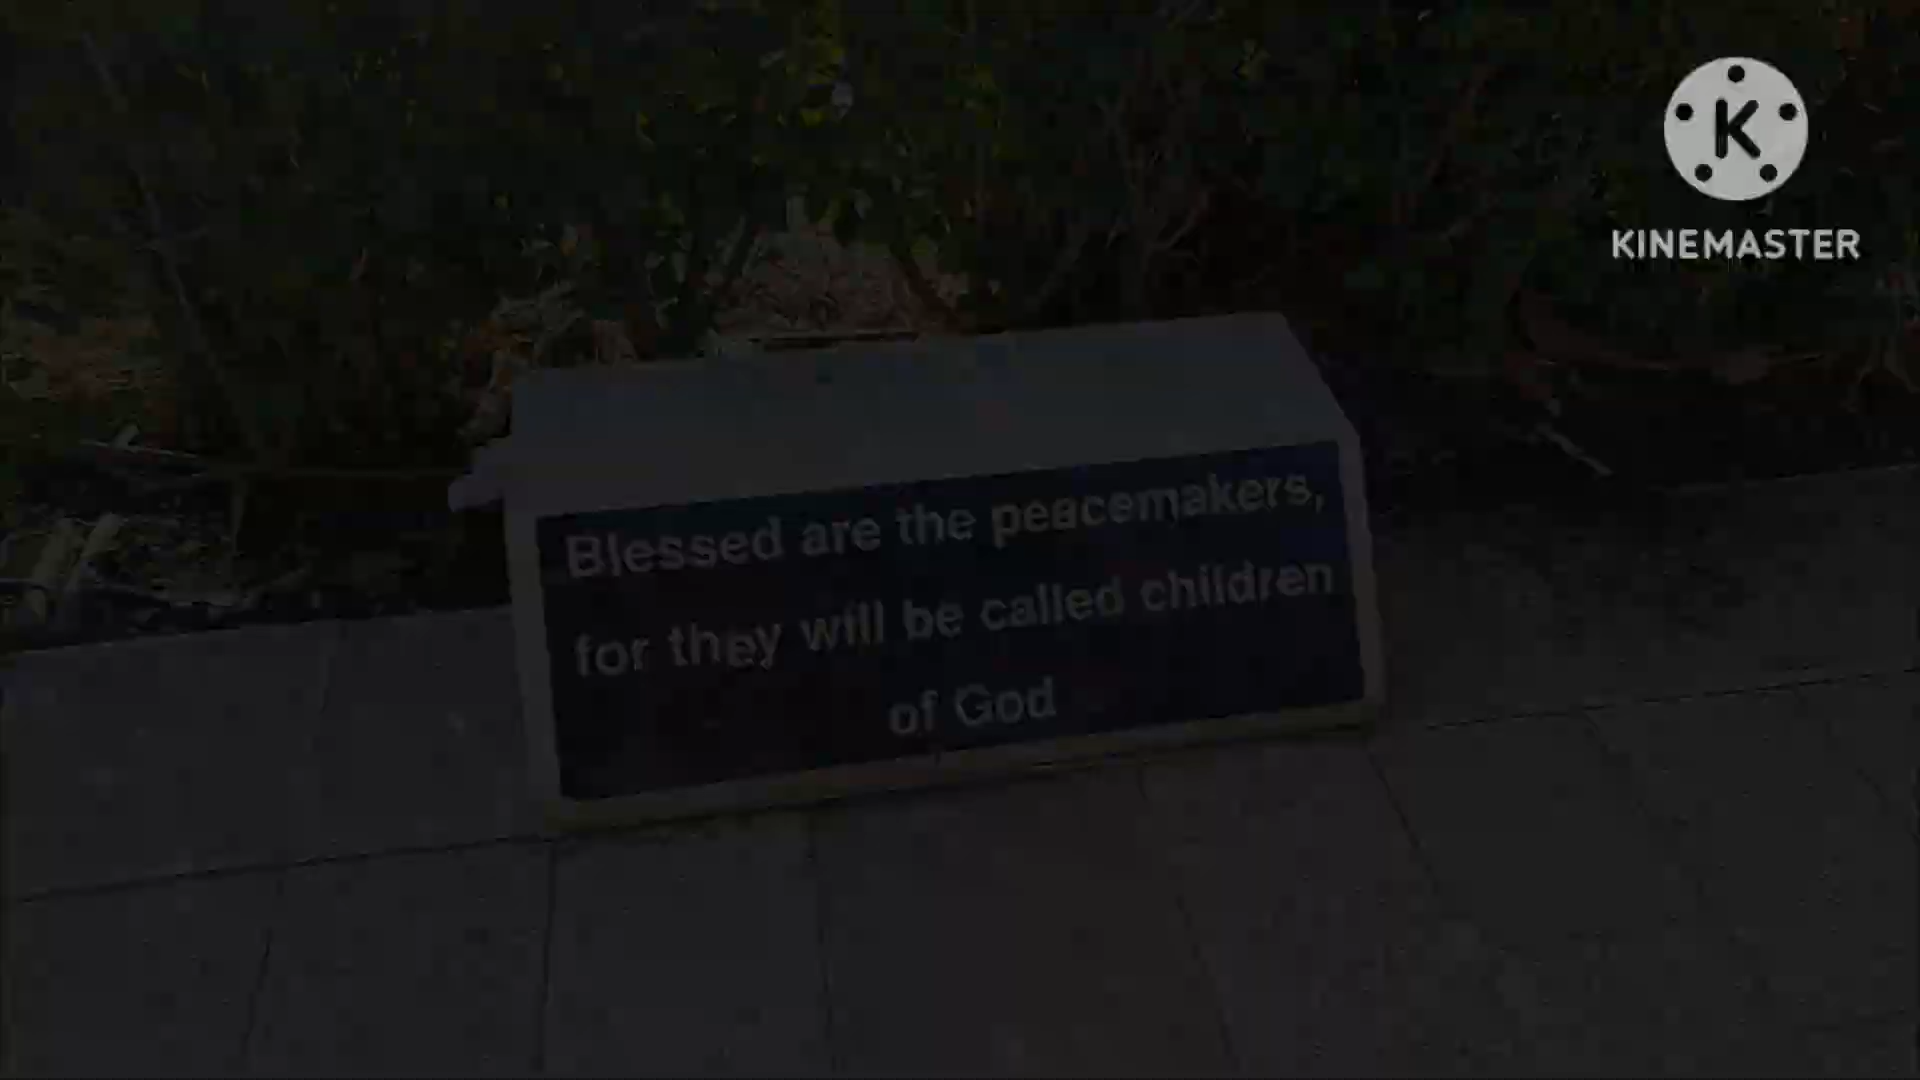 K
KINEMASTER
Blessed are the peacemakers,
for they will be called children
of God